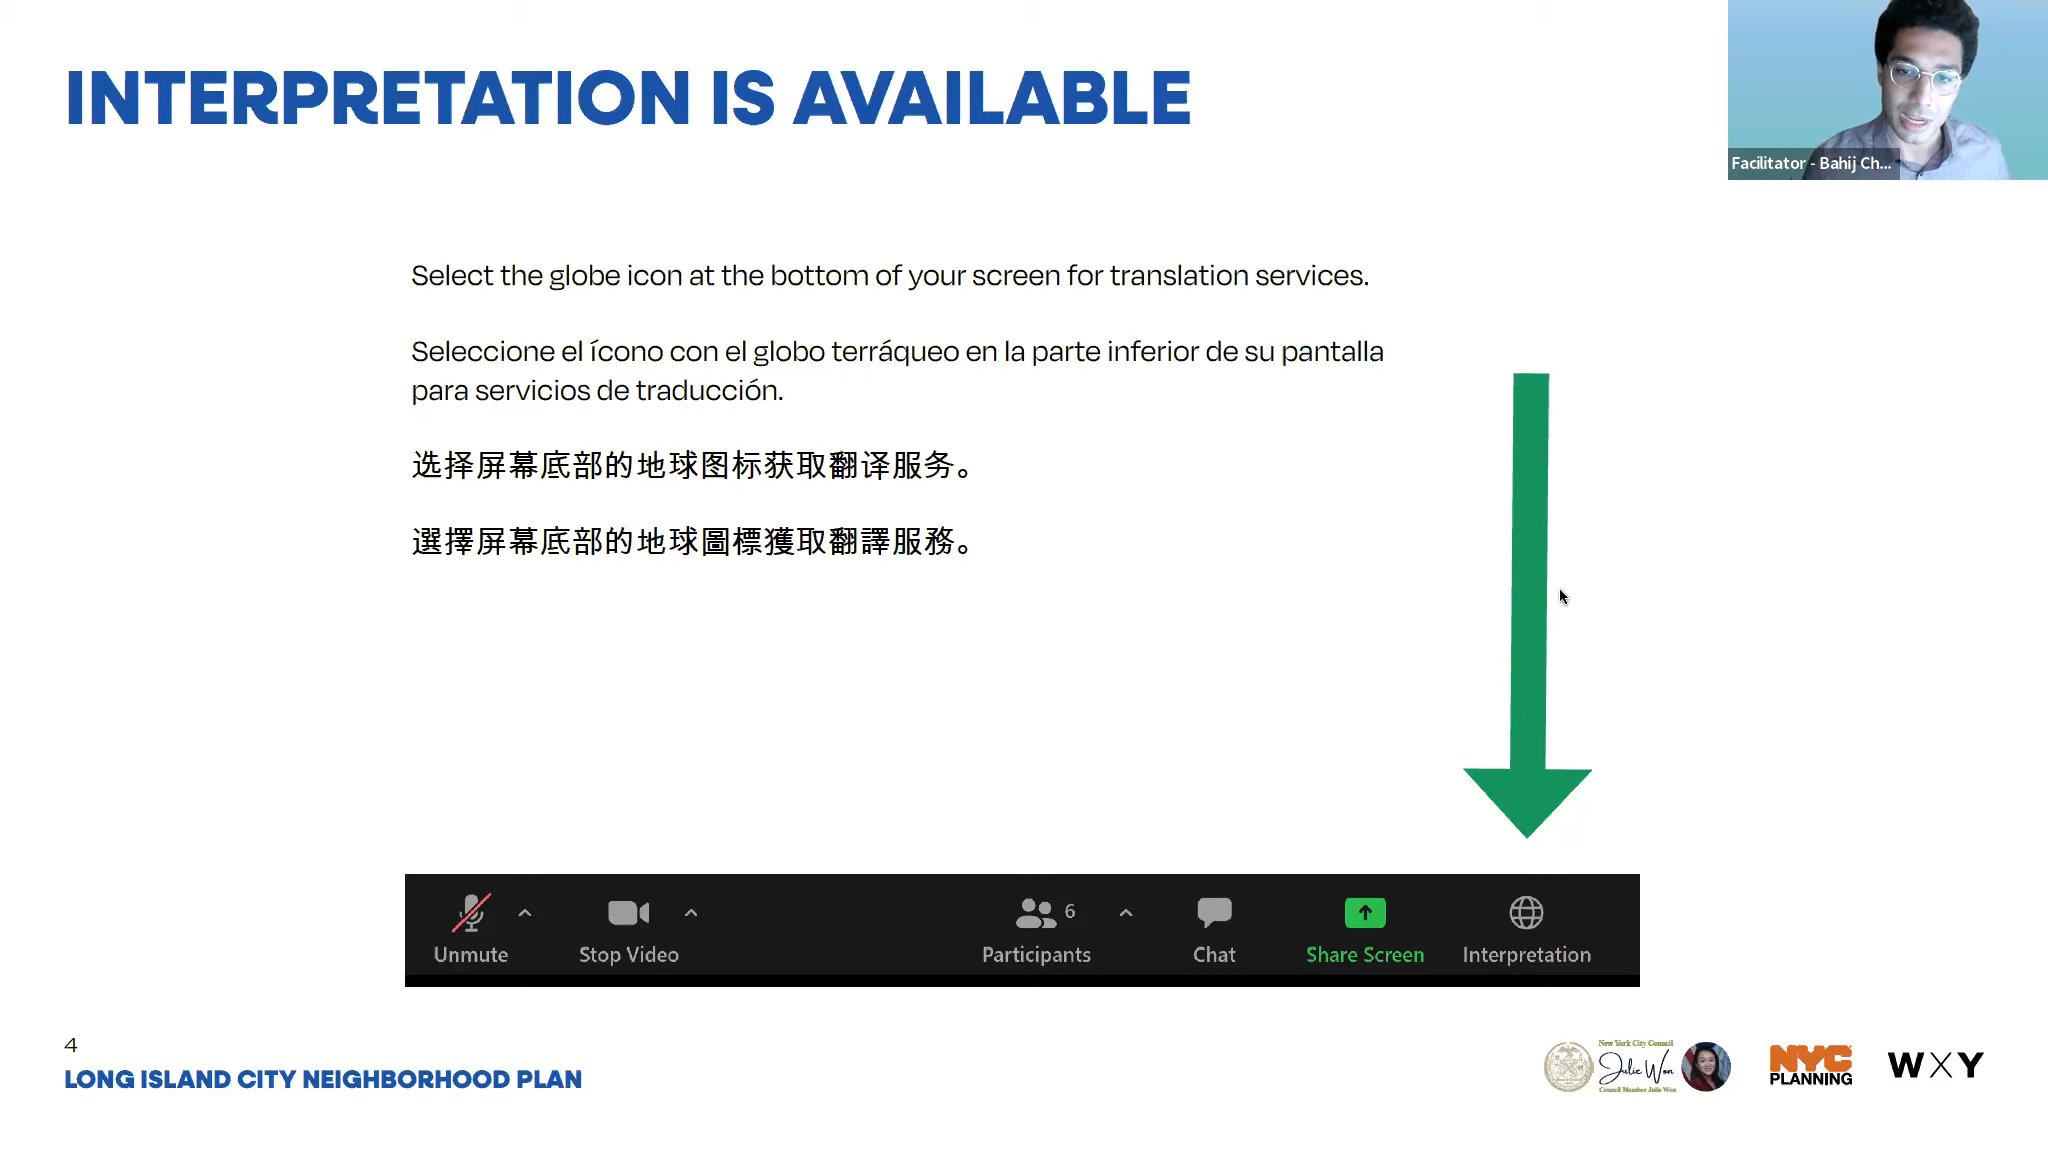 INTERPRETATION IS AVAILABLE
Facilitator - Bahij Ch...
Select the globe icon at the bottom of your screen for translation services.
Seleccione el ícono con el globo terráqueo en la parte inferior de su pantalla
para servicios de traducción.
选择屏幕底部的地球图标获取翻译服务。
選擇屏幕底部的地球圖標獲取翻譯服務。
6
Unmute
Stop Video
Participants
Chat
Share Screen
Interpretation
4
LONG ISLAND CITY NEIGHBORHOOD PLAN
New York City Council
Julie Won
Council Member Julie Won
NYC
PLANNING
WXY